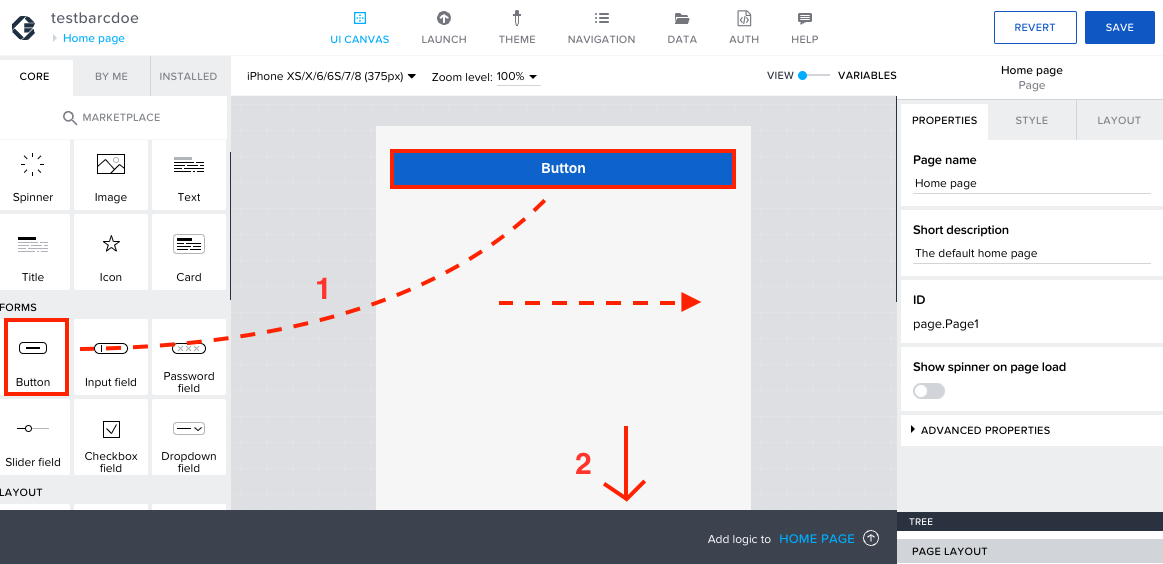 testbarcdoe
Home page
UI CANVAS
LAUNCH
THEME
NAVIGATION
DATA
AUTH
HELP
REVERT
SAVE
CORE
BY ME
INSTALLED
iPhone XS/X/6/6S/7/8 (375px)
Zoom level: 100%
VIEW
VARIABLES
Home page
Page
MARKETPLACE
PROPERTIES
STYLE
LAYOUT
Spinner
Image
Text
Title
Icon
Card
FORMS
Button
Input field
Password
field
Slider field
Checkbox
field
Dropdown
field
LAYOUT
Button
1
2
Page name
Home page
Short description
The default home page
ID
page.Page1
Show spinner on page load
ADVANCED PROPERTIES
Add logic to HOME PAGE
TREE
PAGE LAYOUT